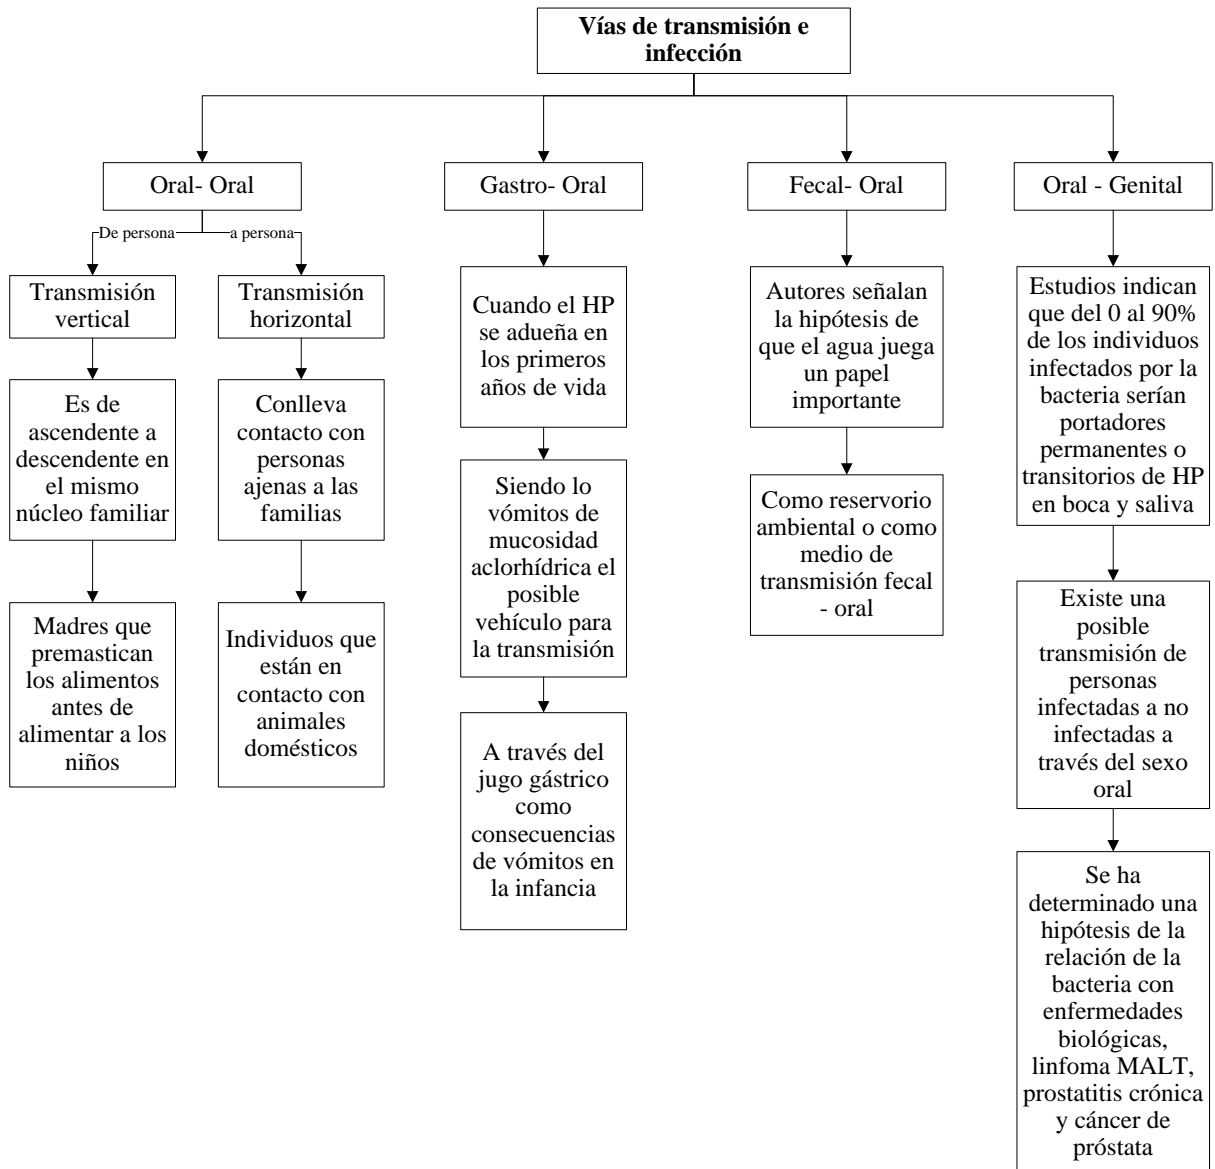 Vías de transmisión e
infección
Oral- Oral
Gastro- Oral
Fecal- Oral
Oral - Genital
De persona
a persona
Transmisión
vertical
Es de
ascendente a
descendente en
el mismo
núcleo familiar
Madres que
premastican
los alimentos
antes de
alimentar a los
niños
Transmisión
horizontal
Conlleva
contacto con
personas
ajenas a las
familias
Individuos que
están en
contacto con
animales
domésticos
Cuando el HP
se adueña en
los primeros
años de vida
Siendo lo
vómitos de
mucosidad
aclorhídrica el
posible
vehículo para
la transmisión
A través del
jugo gástrico
como
consecuencias
de vómitos en
la infancia
Autores señalan
la hipótesis de
que el agua juega
un papel
importante
Como reservorio
ambiental o como
medio de
transmisión fecal
- oral
Estudios indican
que del 0 al 90%
de los individuos
infectados por la
bacteria serían
portadores
permanentes o
transitorios de HP
en boca y saliva
Existe una
posible
transmisión de
personas
infectadas a no
infectadas a
través del sexo
oral
Se ha
determinado una
hipótesis de la
relación de la
bacteria con
enfermedades
biológicas,
linfoma MALT,
prostatitis crónica
y cáncer de
próstata